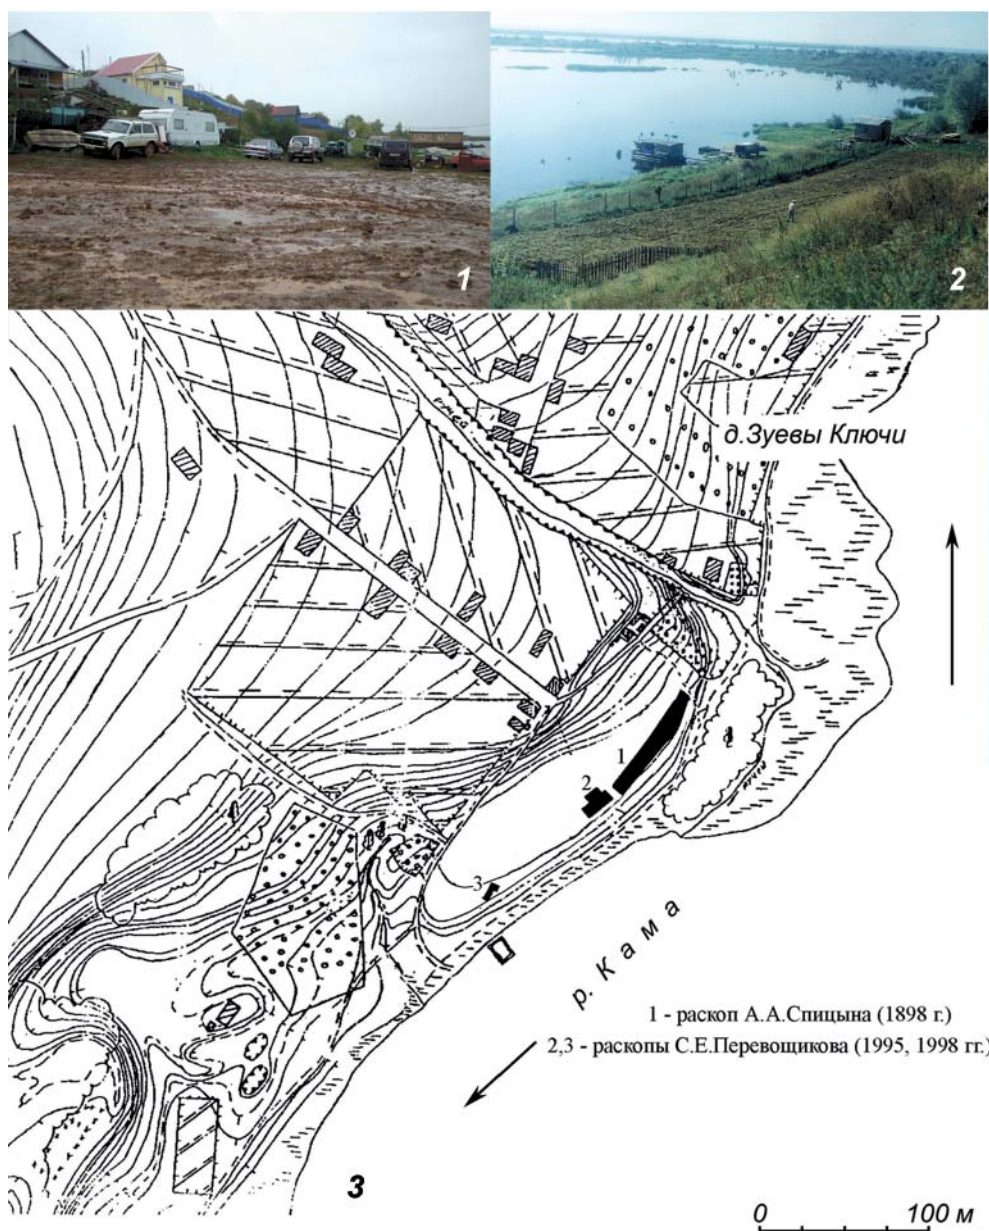 1
2
д.Зуевы Ключи
1
2
3
р. Кама
1 - раскоп А.А.Спицына (1898 г.)
2,3 - раскопы С.Е.Перевощикова (1995, 1998 гг.)
3
0 100 м